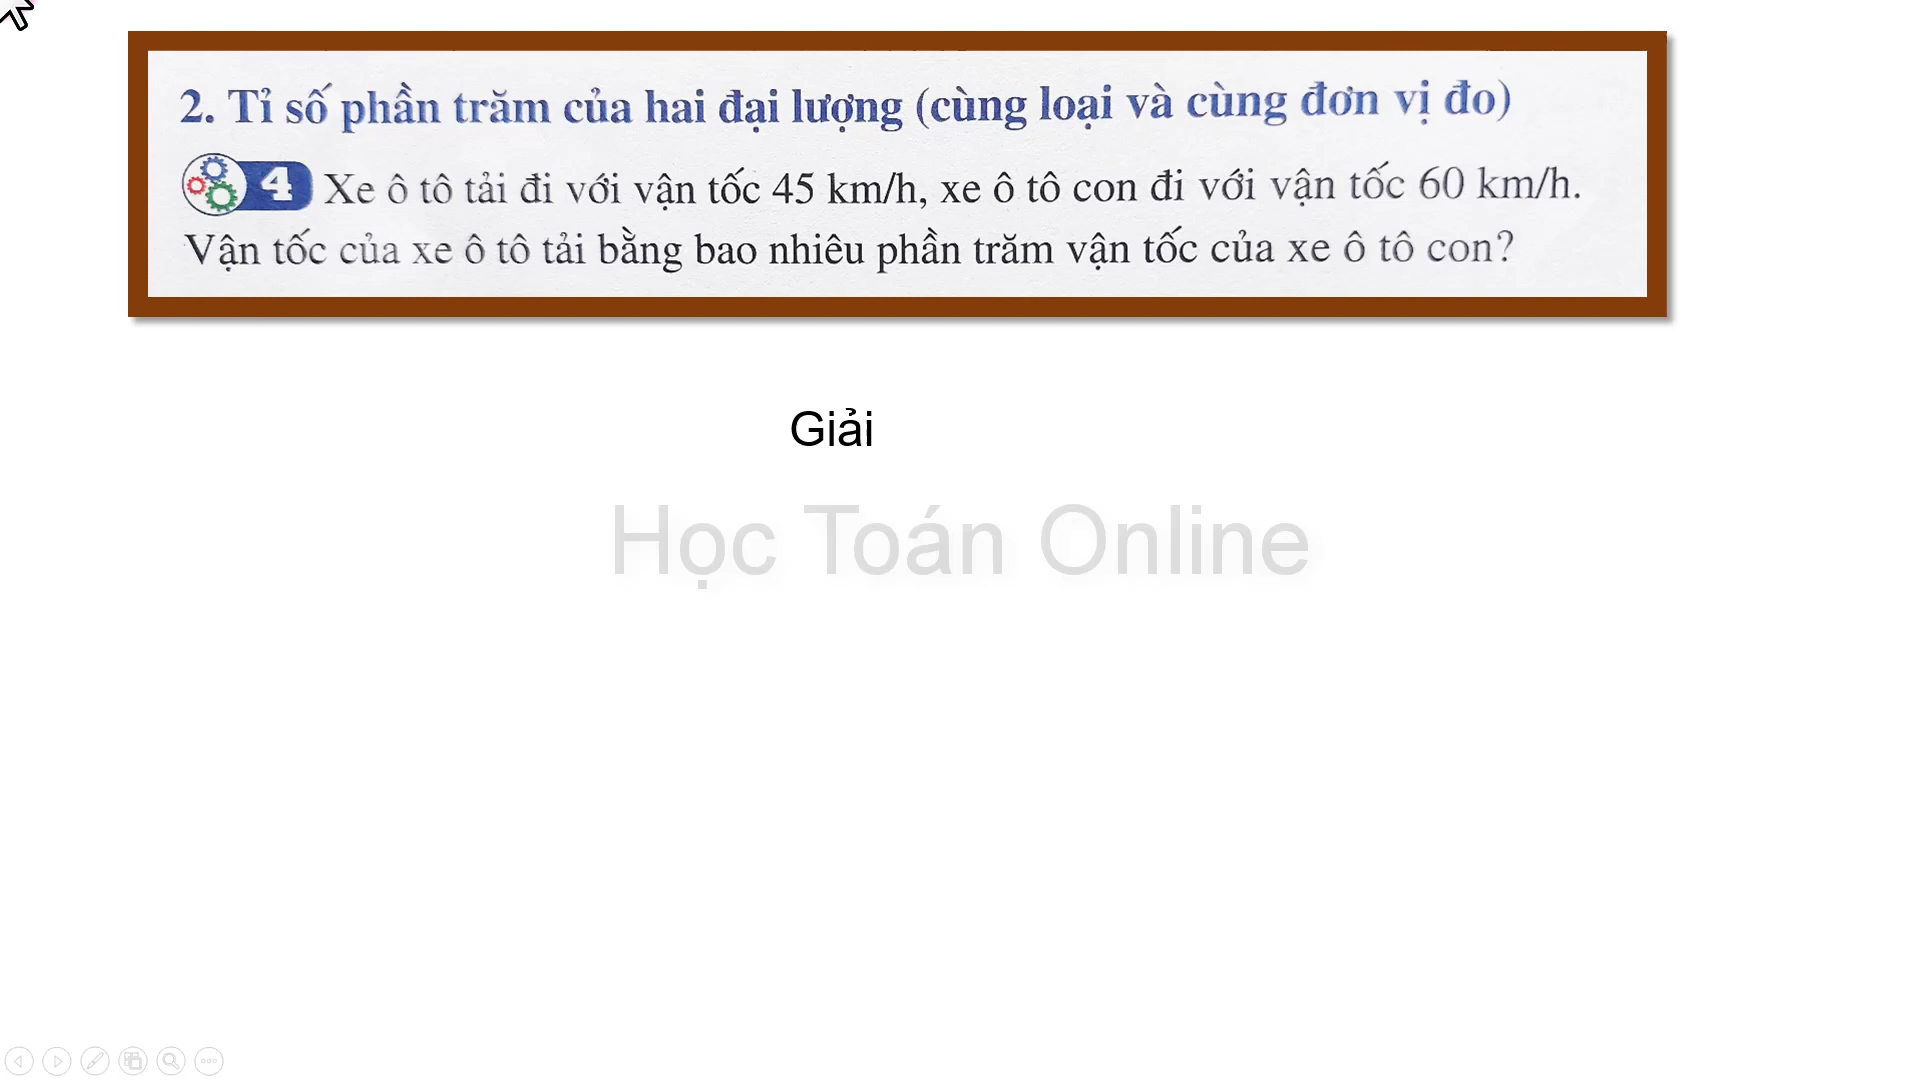 2. Tỉ số phần trăm của hai đại lượng (cùng loại và cùng đơn vị đo)
4 Xe ô tô tải đi với vận tốc 45 km/h, xe ô tô con đi với vận tốc 60 km/h.
Vận tốc của xe ô tô tải bằng bao nhiêu phần trăm vận tốc của xe ô tô con?
Giải
Học Toán Online